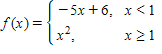 f(x) = { −5x + 6, x < 1
x², x ≥ 1